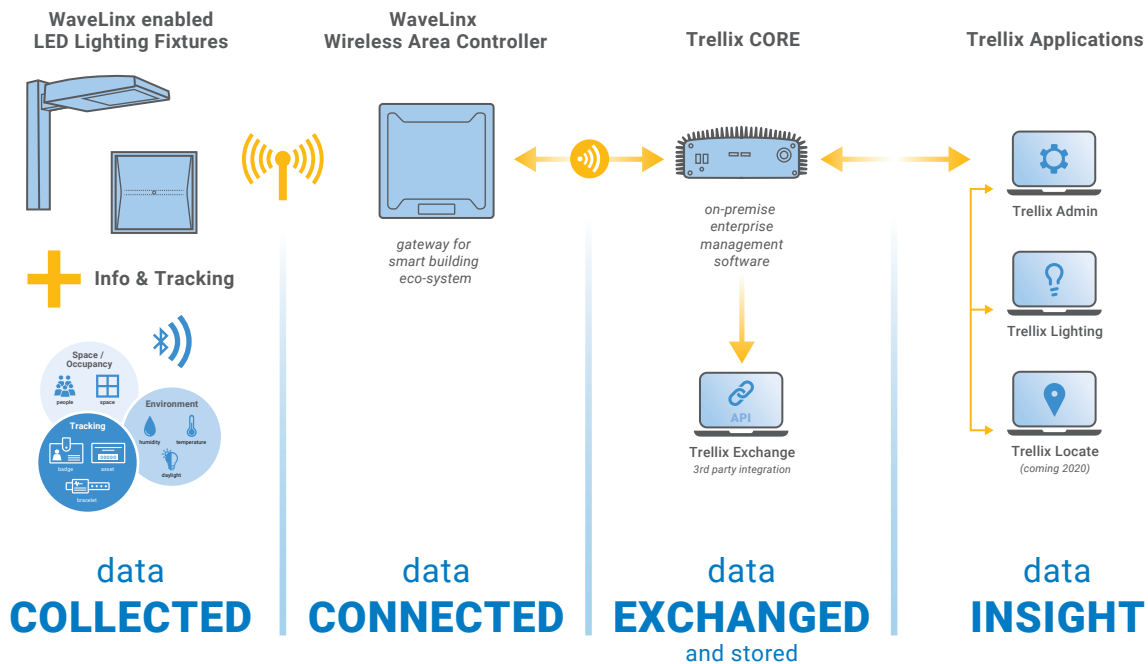 WaveLinx enabled
LED Lighting Fixtures
Info & Tracking
Space /
Occupancy
people
space
Environment
humidity
temperature
daylight
Tracking
badge
asset
bracelet
data
COLLECTED
WaveLinx
Wireless Area Controller
gateway for
smart building
eco-system
data
CONNECTED
Trellix CORE
on-premise
enterprise
management
software
API
Trellix Exchange
3rd party integration
data
EXCHANGED
and stored
Trellix Applications
Trellix Admin
Trellix Lighting
Trellix Locate
(coming 2020)
data
INSIGHT